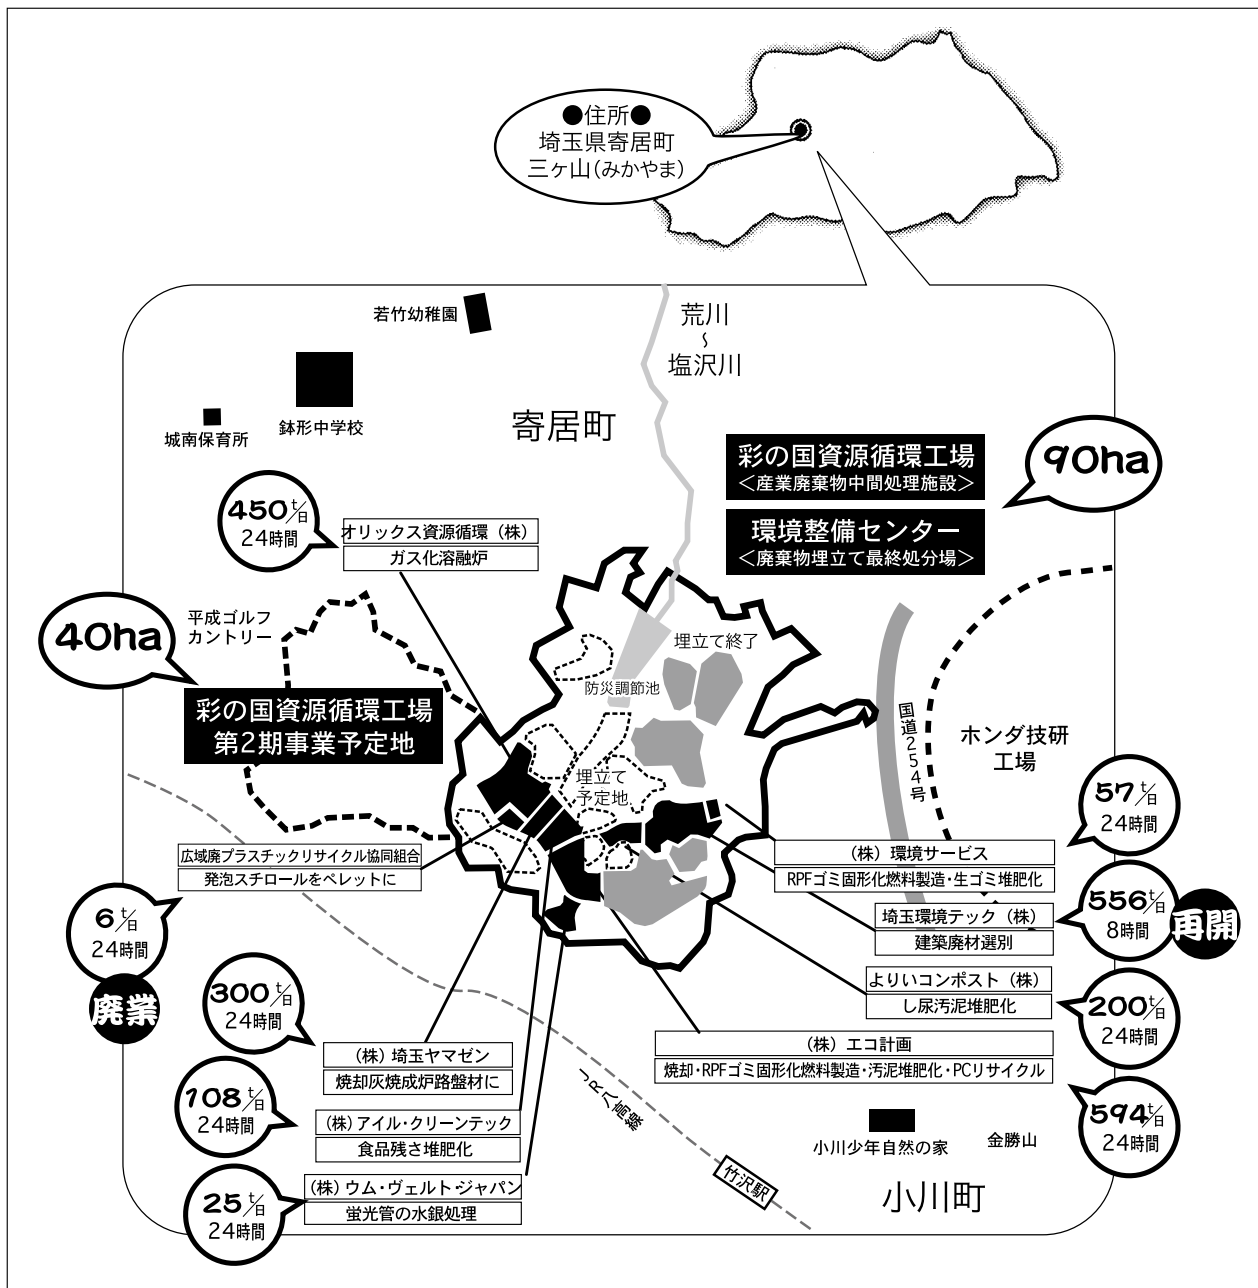 ●住所●
埼玉県寄居町
三ヶ山(みかやま)
若竹幼稚園
荒川
〜
塩沢川
城南保育所
鉢形中学校
寄居町
彩の国資源循環工場
<産業廃棄物中間処理施設>
90ha
環境整備センター
<廃棄物埋立て最終処分場>
450t/日
24時間
オリックス資源循環(株)
ガス化溶融炉
40ha
平成ゴルフ
カントリー
埋立て終了
防災調節池
彩の国資源循環工場
第2期事業予定地
国道254号
ホンダ技研
工場
埋立て
予定地
57t/日
24時間
広域廃プラスチックリサイクル協同組合
発泡スチロールをペレットに
(株)環境サービス
RPFゴミ固形化燃料製造・生ゴミ堆肥化
6t/日
24時間
廃業
埼玉環境テック(株)
建築廃材選別
556t/日
8時間
再開
よりいコンポスト(株)
し尿汚泥堆肥化
200t/日
24時間
300t/日
24時間
(株)埼玉ヤマゼン
焼却灰焼成炉路盤材に
(株)エコ計画
焼却・RPFゴミ固形化燃料製造・汚泥堆肥化・PCリサイクル
594t/日
24時間
108t/日
24時間
(株)アイル・クリーンテック
食品残さ堆肥化
JR八高線
小川少年自然の家
金勝山
竹沢駅
小川町
25t/日
24時間
(株)ウム・ヴェルト・ジャパン
蛍光管の水銀処理